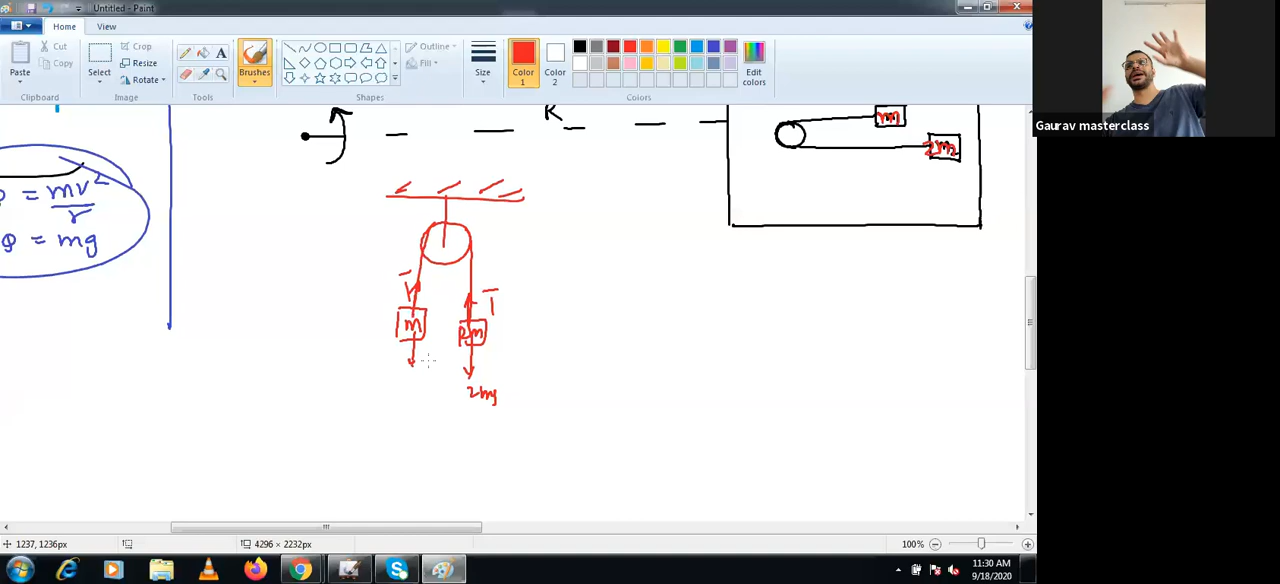 Untitled - Paint
Home View
Paste
Cut
Copy
Clipboard
Select
Crop
Resize
Rotate
Image
Tools
Brushes
Shapes
Outline
Fill
Size
Color 1
Color 2
Edit colors
Colors
Gaurav masterclass
K
m
2m
= mv²
r
= mg
T
T
m
2m
2mg
1237, 1236px
4296 × 2232px
100%
11:30 AM
9/18/2020